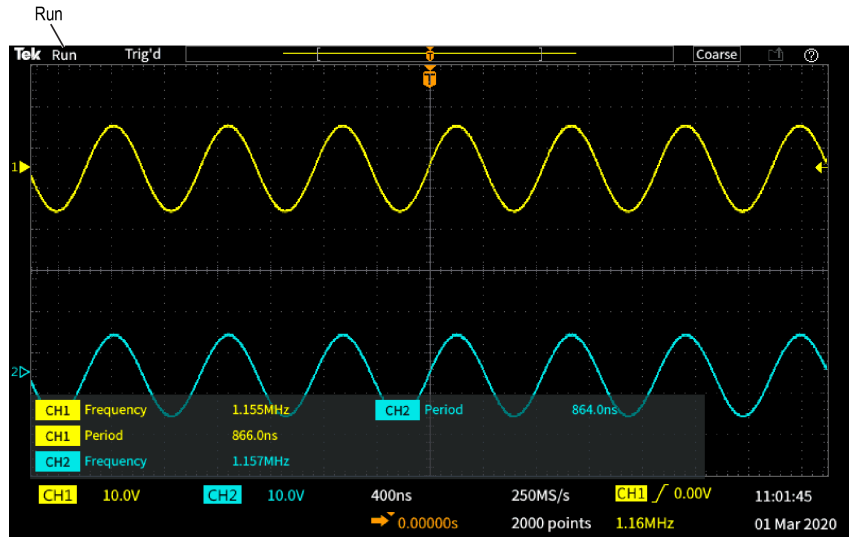 Run
Tek Run Trig'd T Coarse ?
T
1
2
CH1 Frequency 1.155MHz CH2 Period 864.0ns
CH1 Period 866.0ns
CH2 Frequency 1.157MHz
CH1 10.0V CH2 10.0V 400ns 250MS/s CH1 0.00V 11:01:45
0.00000s 2000 points 1.16MHz 01 Mar 2020